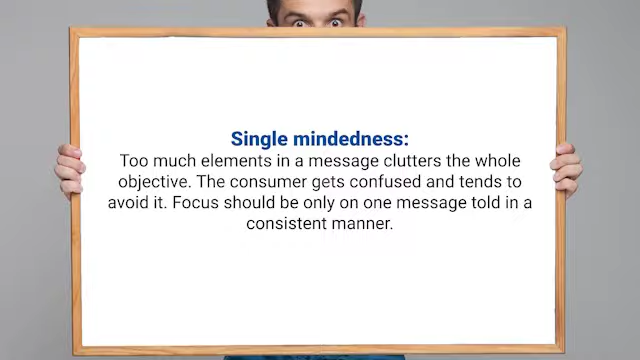 Single mindedness:
Too much elements in a message clutters the whole
objective. The consumer gets confused and tends to
avoid it. Focus should be only on one message told in a
consistent manner.